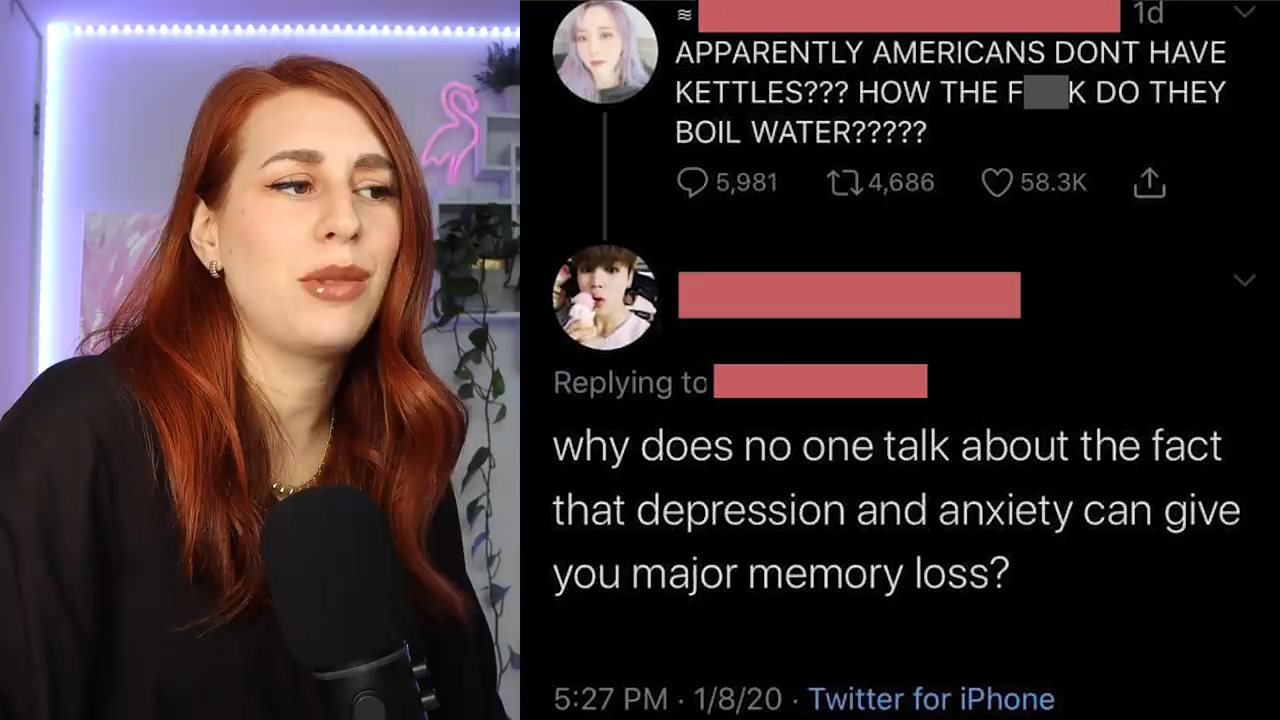 1d
APPARENTLY AMERICANS DONT HAVE
KETTLES??? HOW THE F K DO THEY
BOIL WATER?????
5,981 4,686 58.3K
Replying to
why does no one talk about the fact
that depression and anxiety can give
you major memory loss?
5:27 PM · 1/8/20 · Twitter for iPhone